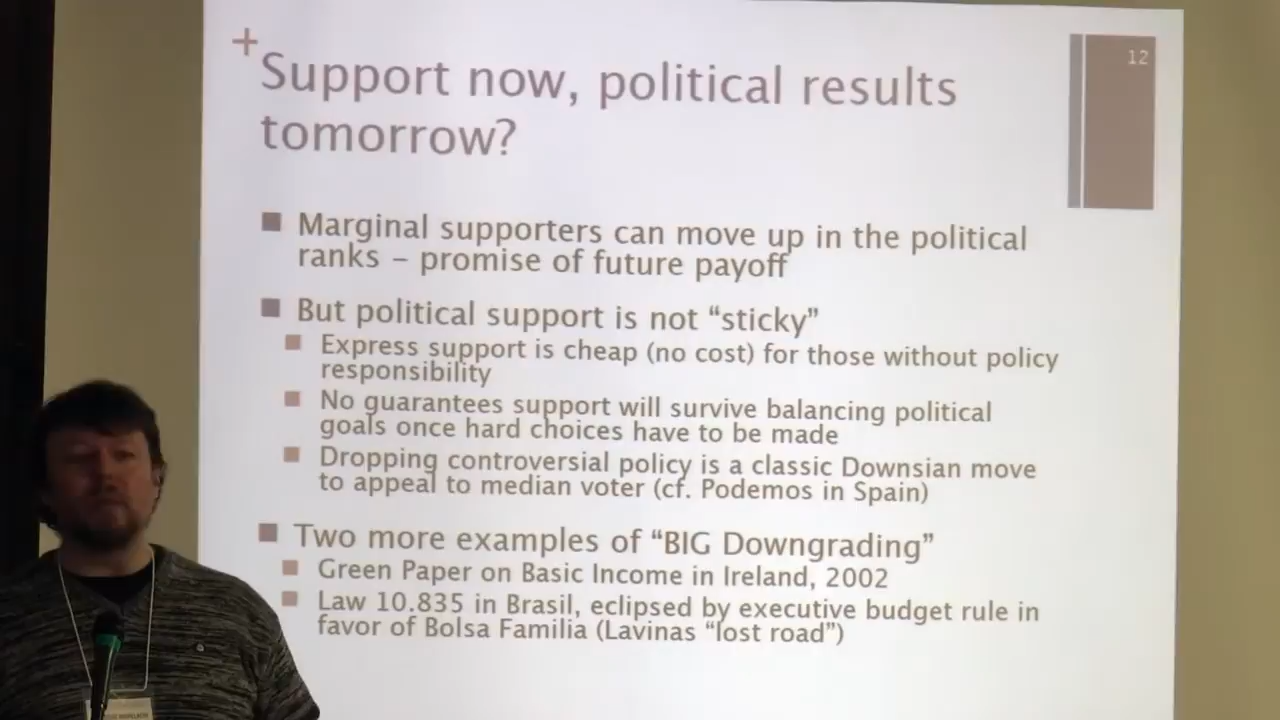 12
+
Support now, political results
tomorrow?
■ Marginal supporters can move up in the political
ranks – promise of future payoff
■ But political support is not “sticky”
■ Express support is cheap (no cost) for those without policy
responsibility
■ No guarantees support will survive balancing political
goals once hard choices have to be made
■ Dropping controversial policy is a classic Downsian move
to appeal to median voter (cf. Podemos in Spain)
■ Two more examples of “BIG Downgrading”
■ Green Paper on Basic Income in Ireland, 2002
■ Law 10.835 in Brasil, eclipsed by executive budget rule in
favor of Bolsa Familia (Lavinas “lost road”)